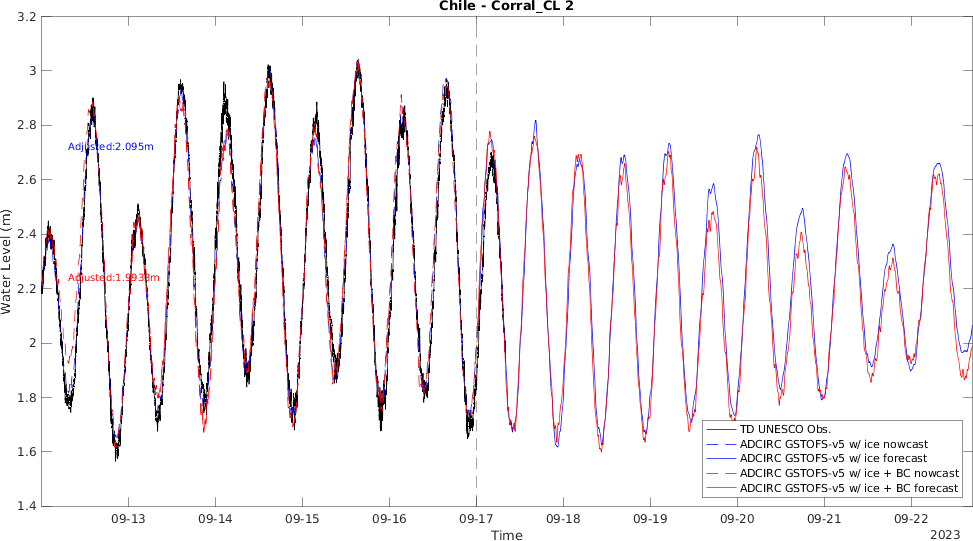 Chile - Corral_CL 2
3.2
3
2.8
2.6
2.4
2.2
2
1.8
1.6
1.4
Water Level (m)
Adjusted:2.095m
Adjusted:1.9933m
TD UNESCO Obs.
ADCIRC GSTOFS-v5 w/ ice nowcast
ADCIRC GSTOFS-v5 w/ ice forecast
ADCIRC GSTOFS-v5 w/ ice + BC nowcast
ADCIRC GSTOFS-v5 w/ ice + BC forecast
09-13 09-14 09-15 09-16 09-17 09-18 09-19 09-20 09-21 09-22
Time
2023